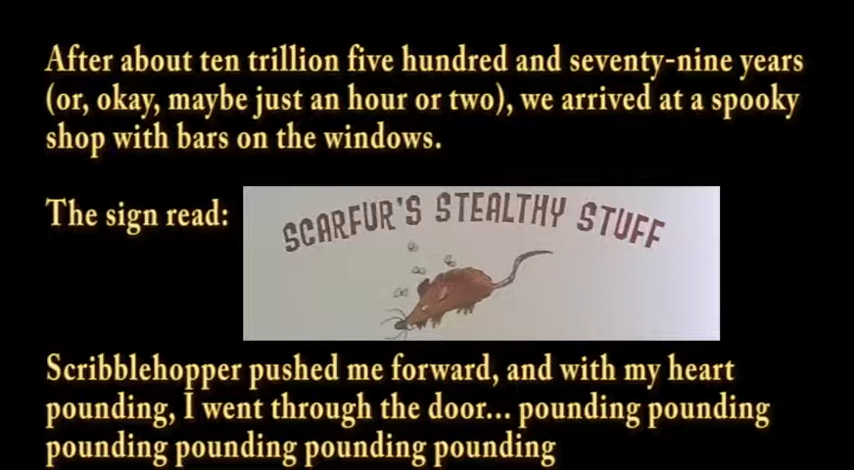 After about ten trillion five hundred and seventy-nine years
(or, okay, maybe just an hour or two), we arrived at a spooky
shop with bars on the windows.
The sign read:
SCARFUR'S STEALTHY STUFF
Scribblehopper pushed me forward, and with my heart
pounding, I went through the door... pounding pounding
pounding pounding pounding pounding